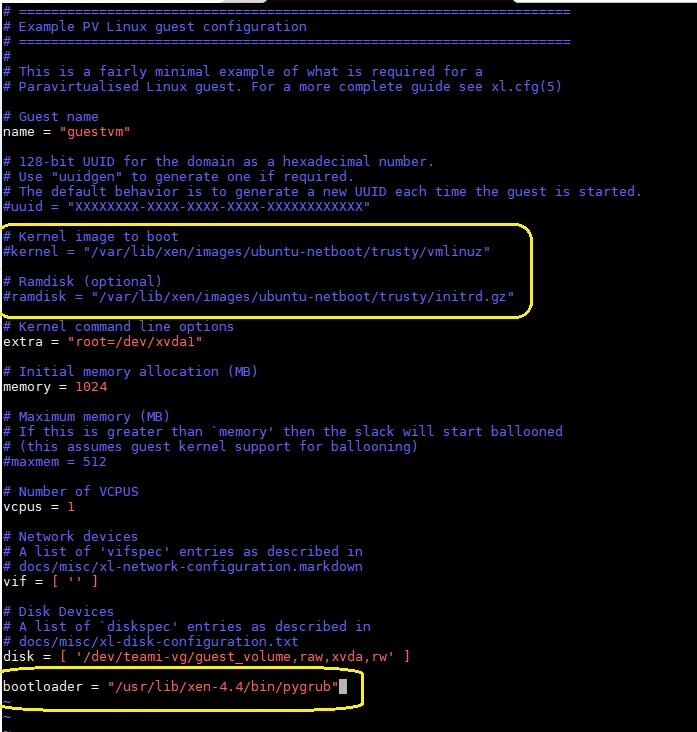 # ===================================================================
# Example PV Linux guest configuration
# ===================================================================
#
# This is a fairly minimal example of what is required for a
# Paravirtualised Linux guest. For a more complete guide see xl.cfg(5)
# Guest name
name = "guestvm"
# 128-bit UUID for the domain as a hexadecimal number.
# Use "uuidgen" to generate one if required.
# The default behavior is to generate a new UUID each time the guest is started.
#uuid = "XXXXXXXX-XXXX-XXXX-XXXX-XXXXXXXXXXXX"
# Kernel image to boot
#kernel = "/var/lib/xen/images/ubuntu-netboot/trusty/vmlinuz"
# Ramdisk (optional)
#ramdisk = "/var/lib/xen/images/ubuntu-netboot/trusty/initrd.gz"
# Kernel command line options
extra = "root=/dev/xvda1"
# Initial memory allocation (MB)
memory = 1024
# Maximum memory (MB)
# If this is greater than `memory' then the slack will start ballooned
# (this assumes guest kernel support for ballooning)
#maxmem = 512
# Number of VCPUS
vcpus = 1
# Network devices
# A list of 'vifspec' entries as described in
# docs/misc/xl-network-configuration.markdown
vif = [ '' ]
# Disk Devices
# A list of `diskspec' entries as described in
# docs/misc/xl-disk-configuration.txt
disk = [ '/dev/teami-vg/guest_volume,raw,xvda,rw' ]
bootloader = "/usr/lib/xen-4.4/bin/pygrub"
~
~
~